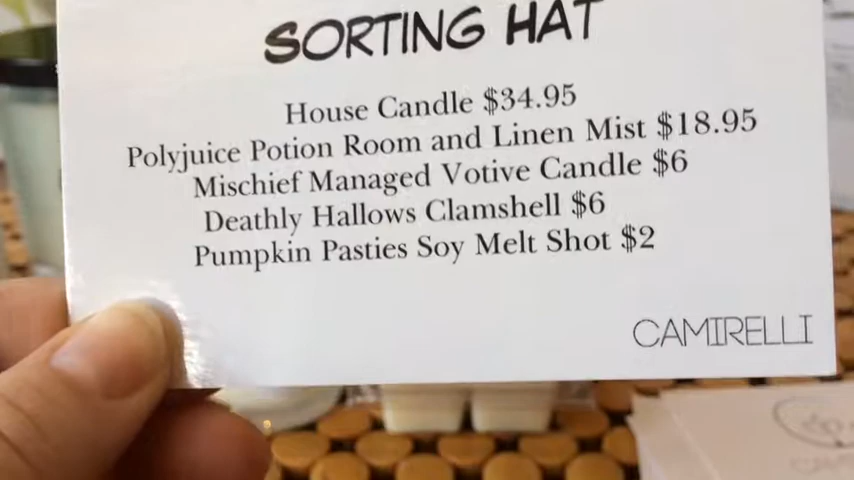 SORTING HAT
House Candle $34.95
Polyjuice Potion Room and Linen Mist $18.95
Mischief Managed Votive Candle $6
Deathly Hallows Clamshell $6
Pumpkin Pasties Soy Melt Shot $2
CAMIRELLI